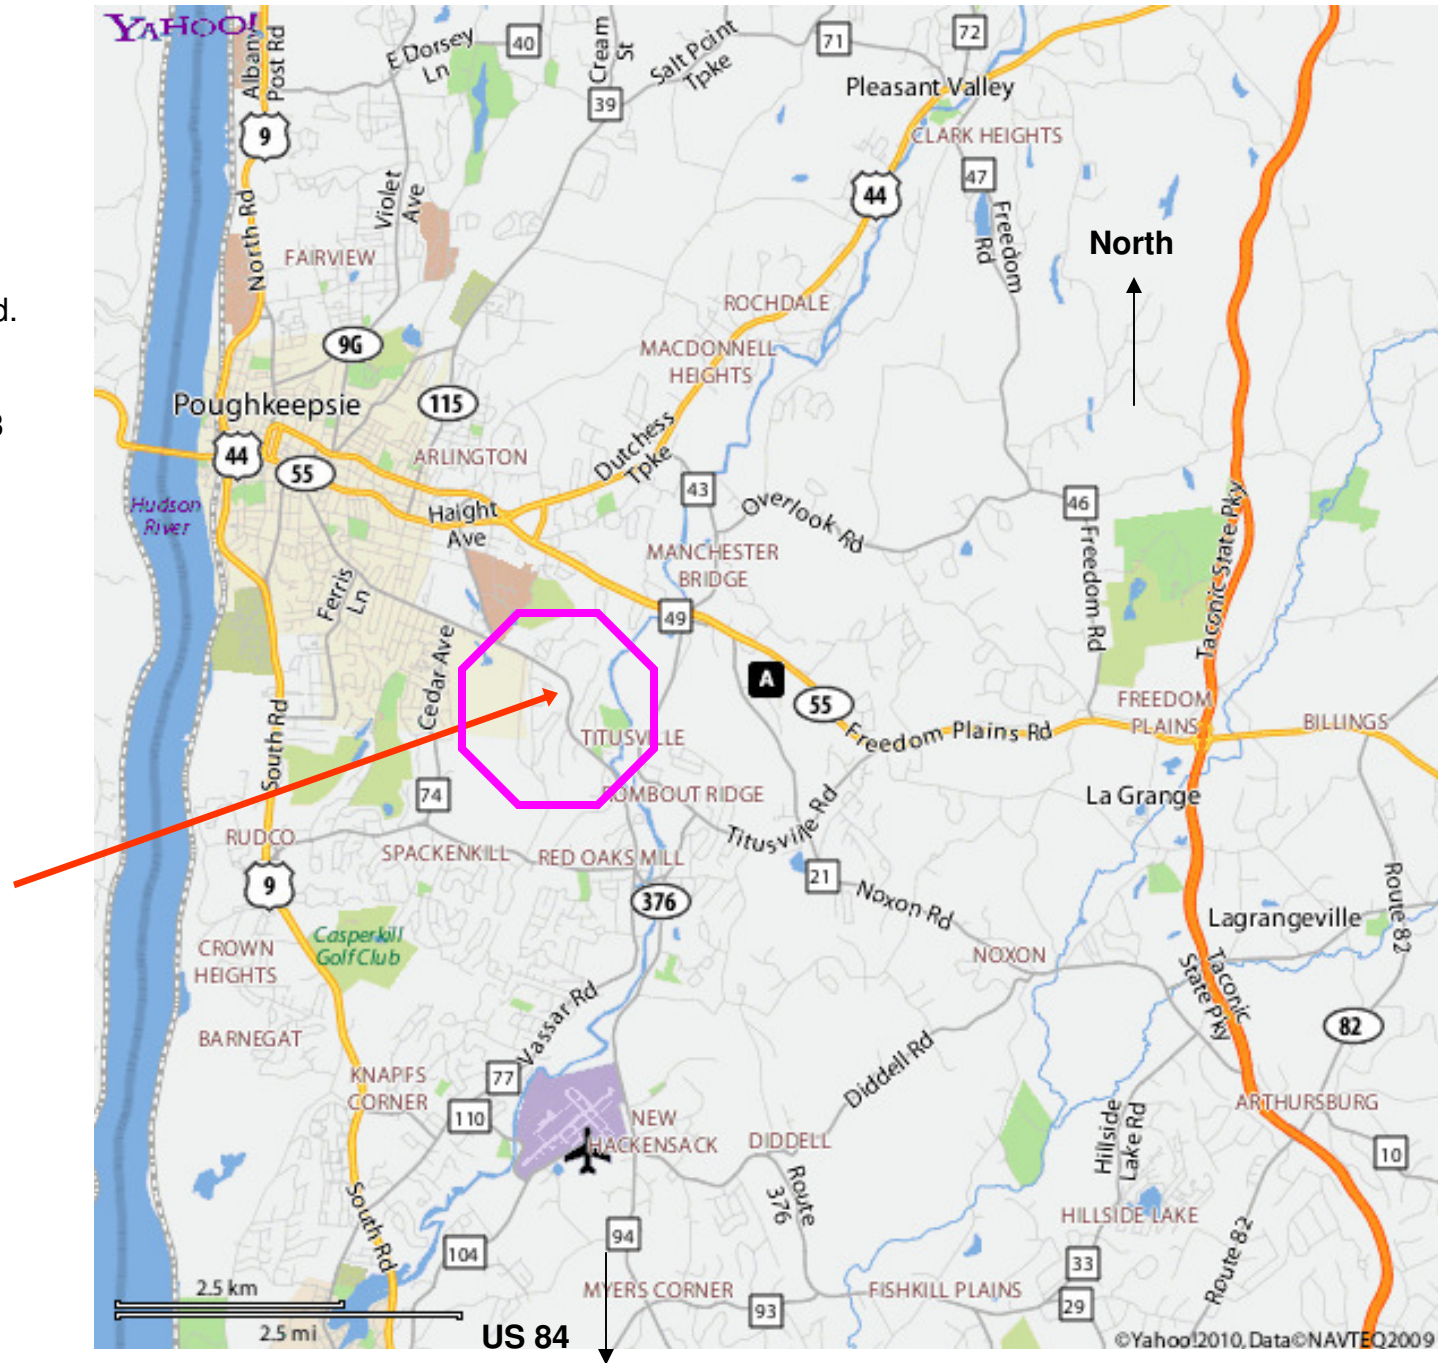 YAHOO!
Albany
Post Rd
E Dorsey
Ln
40
Cream
St
39
Salt Point
Tpke
71
72
Pleasant Valley
CLARK HEIGHTS
9
47
44
Freedom
Rd
North
Violet
Ave
North Rd
FAIRVIEW
d.
ROCHDALE
9G
MACDONNELL
HEIGHTS
Poughkeepsie
115
44
55
ARLINGTON
Dutchess
Tpke
43
46
Hudson
River
Haight
Ave
Overlook Rd
MANCHESTER
BRIDGE
Freedom Rd
Taconic State Pky
Ferris
Ln
49
Cedar Ave
A
55
FREEDOM
PLAINS
BILLINGS
South Rd
TITUSVILLE
Freedom Plains Rd
74
ROMBOUT RIDGE
La Grange
RUDCO
SPACKENKILL
RED OAKS MILL
Titusville Rd
9
21
376
Noxon Rd
Route 82
Lagrangeville
Casperkill
Golf Club
CROWN
HEIGHTS
NOXON
Taconic
State Pky
Vassar Rd
BARNEGAT
82
77
KNAPPS
CORNER
Diddell Rd
110
NEW
HACKENSACK
DIDDELL
Hillside
Lake Rd
ARTHURSBURG
10
Route
376
South Rd
HILLSIDE LAKE
94
104
33
Route 82
2.5 km
MYERS CORNER
FISHKILL PLAINS
93
29
2.5 mi
US 84
©Yahoo!2010, Data©NAVTEQ2009